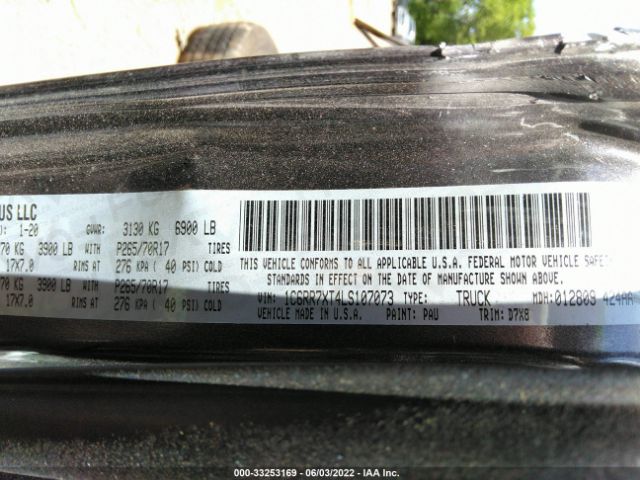 US LLC
: 1-20 GVWR: 3130 KG 6900 LB
70 KG 3900 LB WITH P265/70R17 TIRES
17X7.0 RIMS AT 276 KPA ( 40 PSI) COLD
70 KG 3900 LB WITH P265/70R17 TIRES
17X7.0 RIMS AT 276 KPA ( 40 PSI) COLD
THIS VEHICLE CONFORMS TO ALL APPLICABLE U.S.A. FEDERAL MOTOR VEHICLE SAFE
STANDARDS IN EFFECT ON THE DATE OF MANUFACTURE SHOWN ABOVE.
VIN: 1C6RR7XT4LS107073 TYPE: TRUCK MDH: 012809 424AA
VEHICLE MADE IN U.S.A. PAINT: PAU TRIM: D7X8
000-33253169 - 06/03/2022 - IAA Inc.